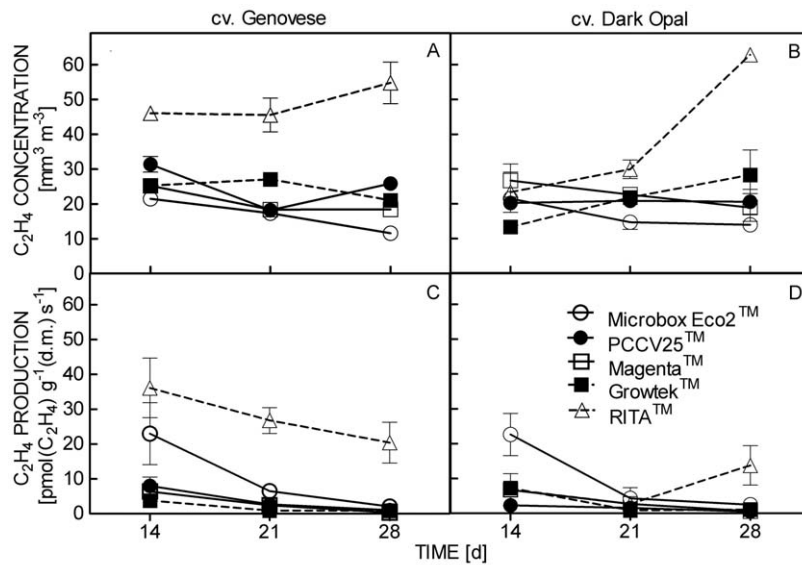 cv. Genovese cv. Dark Opal
A B
C₂H₄ CONCENTRATION
[mm³ m⁻³]
60
50
40
30
20
10
0
C D
C₂H₄ PRODUCTION
[pmol(C₂H₄) g⁻¹(d.m.) s⁻¹]
60
50
40
30
20
10
0
Microbox Eco2™
PCCV25™
Magenta™
Growtek™
RITA™
14 21 28 14 21 28
TIME [d]